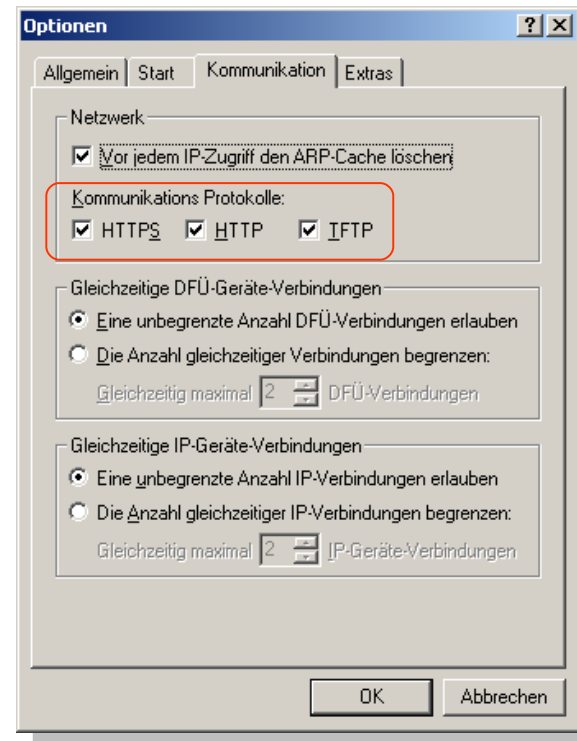 Optionen
Allgemein Start Kommunikation Extras
Netzwerk
Vor jedem IP-Zugriff den ARP-Cache löschen
Kommunikations Protokolle:
HTTPS HTTP TFTP
Gleichzeitige DFÜ-Geräte-Verbindungen
Eine unbegrenzte Anzahl DFÜ-Verbindungen erlauben
Die Anzahl gleichzeitiger Verbindungen begrenzen:
Gleichzeitig maximal 2 DFÜ-Verbindungen
Gleichzeitige IP-Geräte-Verbindungen
Eine unbegrenzte Anzahl IP-Verbindungen erlauben
Die Anzahl gleichzeitiger IP-Verbindungen begrenzen:
Gleichzeitig maximal 2 IP-Geräte-Verbindungen
OK Abbrechen